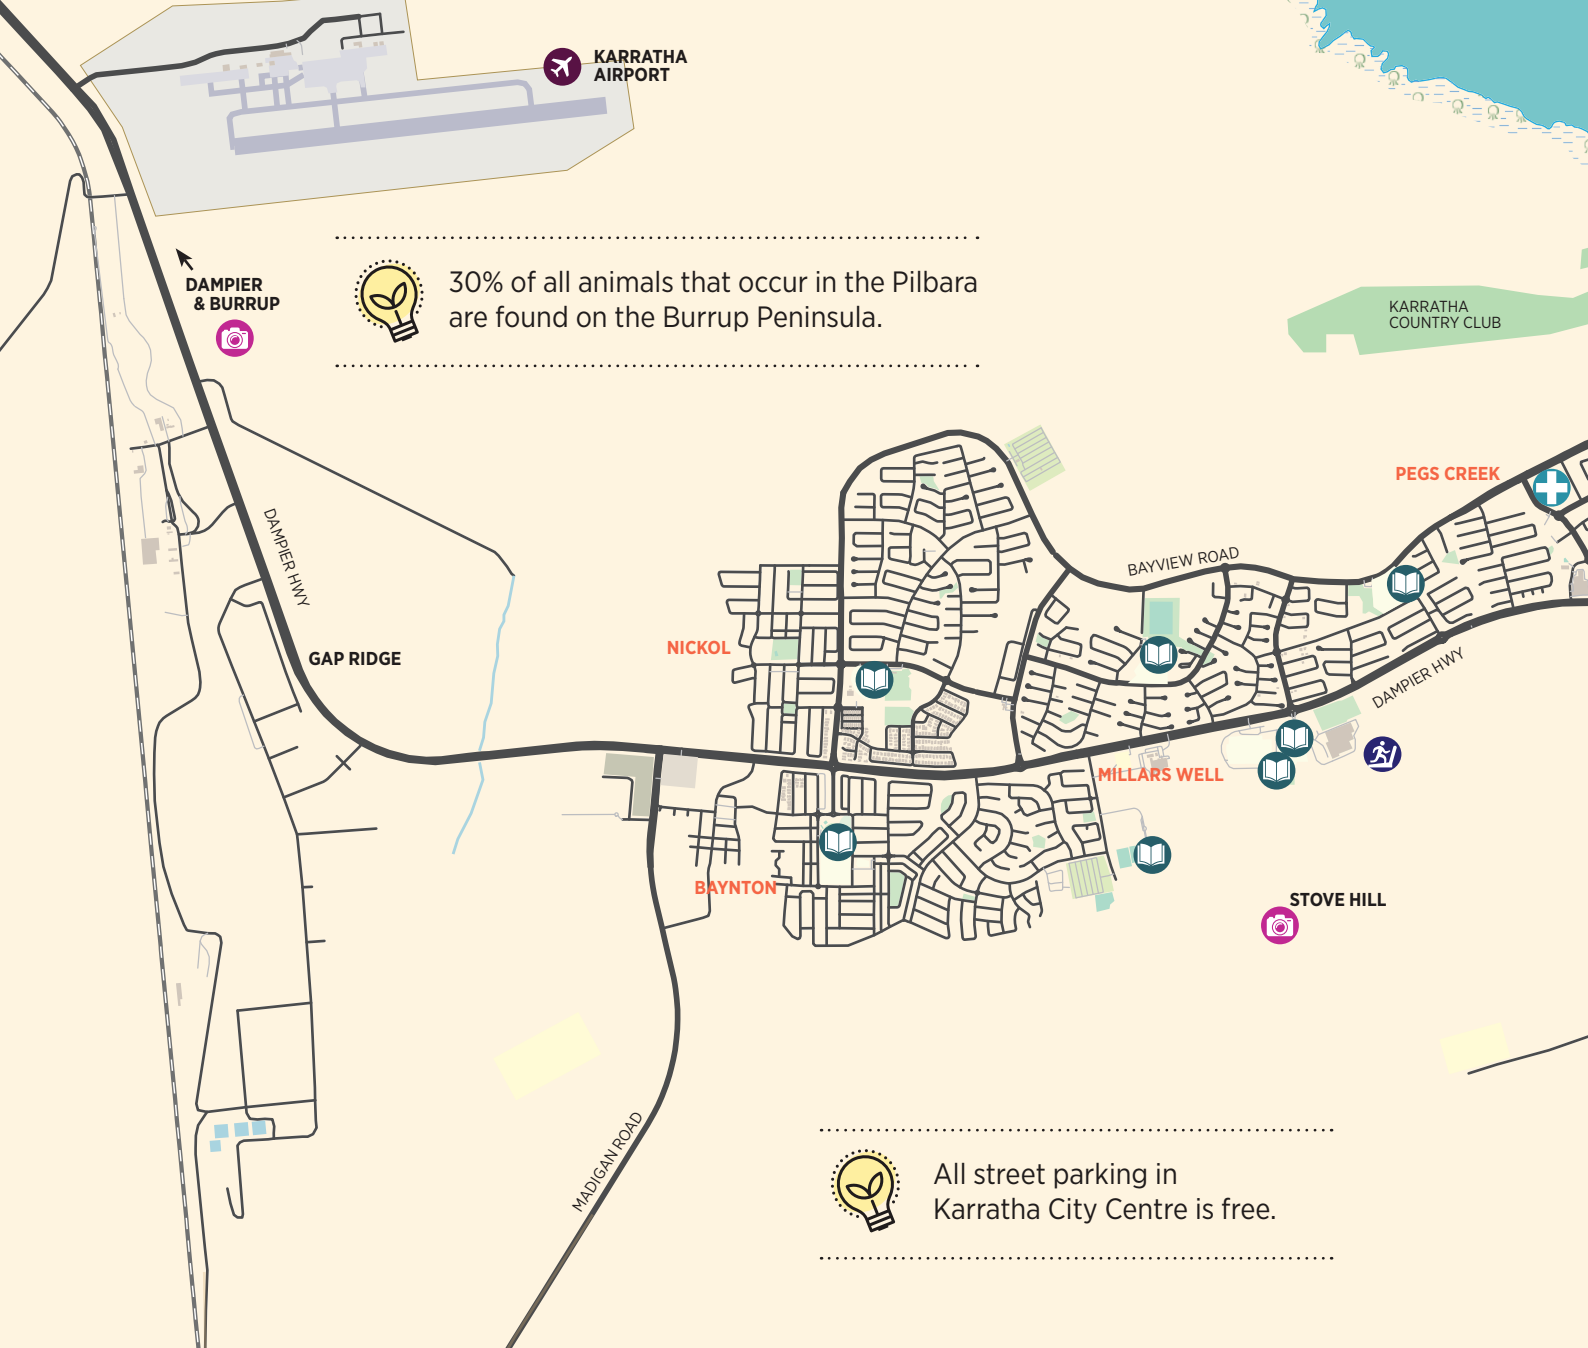 KARRATHA
AIRPORT
DAMPIER
& BURRUP
30% of all animals that occur in the Pilbara
are found on the Burrup Peninsula.
KARRATHA
COUNTRY CLUB
PEGS CREEK
DAMPIER HWY
BAYVIEW ROAD
NICKOL
GAP RIDGE
DAMPIER HWY
MILLARS WELL
BAYNTON
STOVE HILL
MADIGAN ROAD
All street parking in
Karratha City Centre is free.